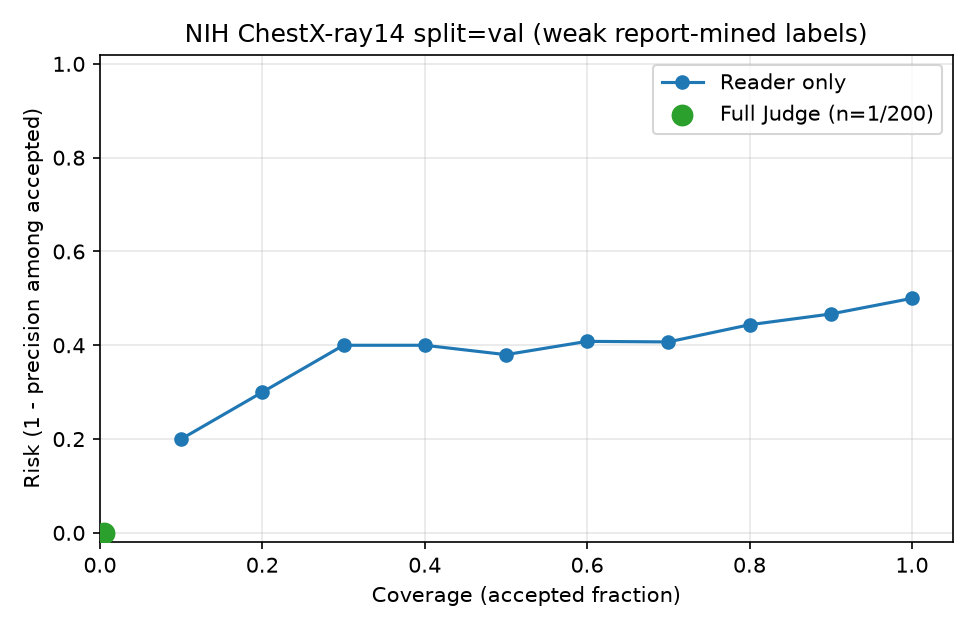 NIH ChestX-ray14 split=val (weak report-mined labels)
Reader only
Full Judge (n=1/200)
Risk (1 - precision among accepted)
1.0
0.8
0.6
0.4
0.2
0.0
0.0 0.2 0.4 0.6 0.8 1.0
Coverage (accepted fraction)